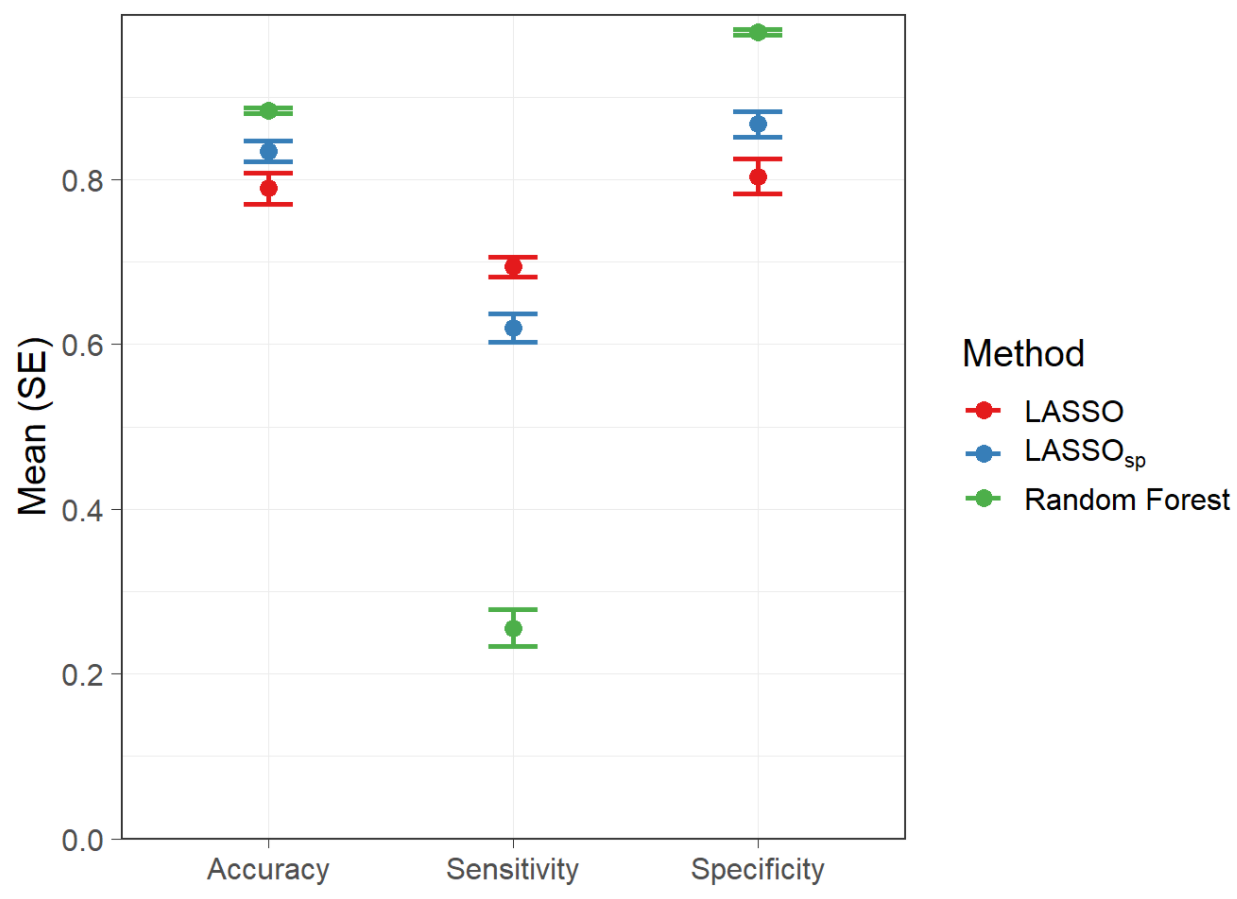 Mean (SE)
0.8
0.6
0.4
0.2
0.0
Accuracy
Sensitivity
Specificity
Method
LASSO
LASSOsp
Random Forest